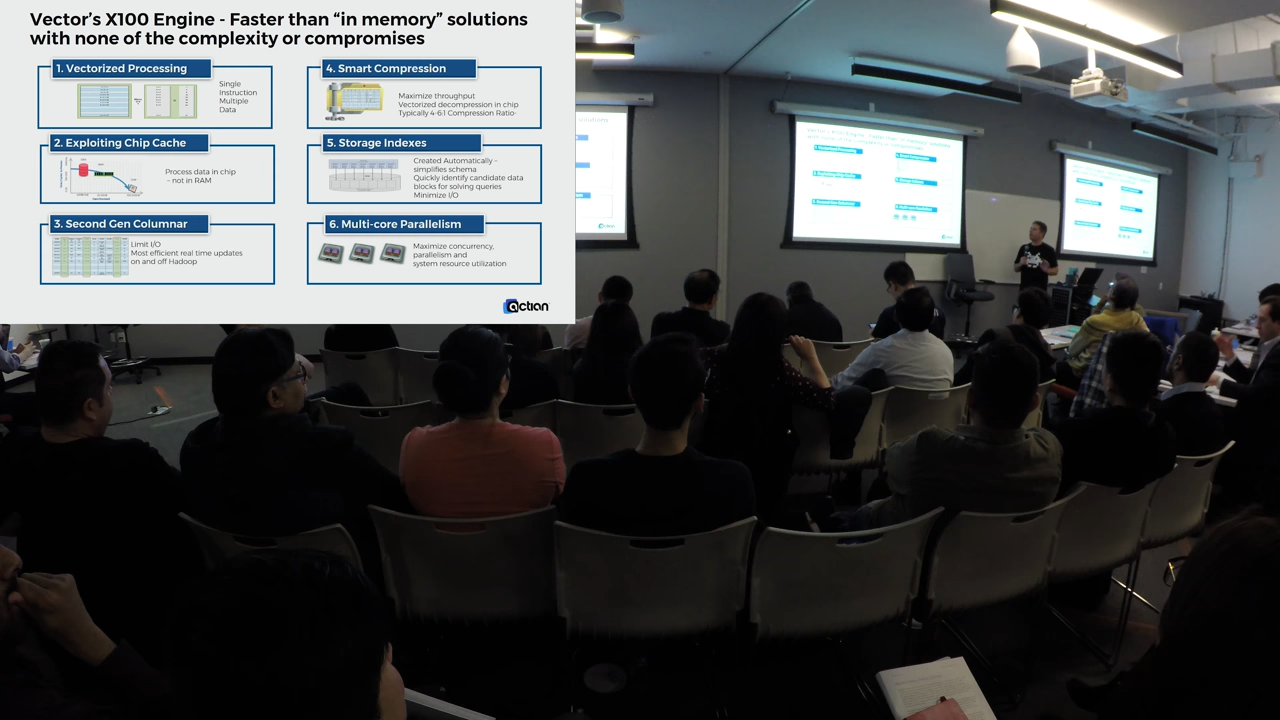 Vector's X100 Engine - Faster than “in memory” solutions
with none of the complexity or compromises
1. Vectorized Processing
Single
Instruction
Multiple
Data
2. Exploiting Chip Cache
Process data in chip
– not in RAM
3. Second Gen Columnar
Limit I/O
Most efficient real time updates
on and off Hadoop
4. Smart Compression
Maximize throughput
Vectorized decompression in chip
Typically 4-6:1 Compression Ratio
5. Storage Indexes
Created Automatically –
simplifies schema
Quickly identify candidate data
blocks for solving queries
Minimize I/O
6. Multi-core Parallelism
Maximize concurrency,
parallelism and
system resource utilization
actian